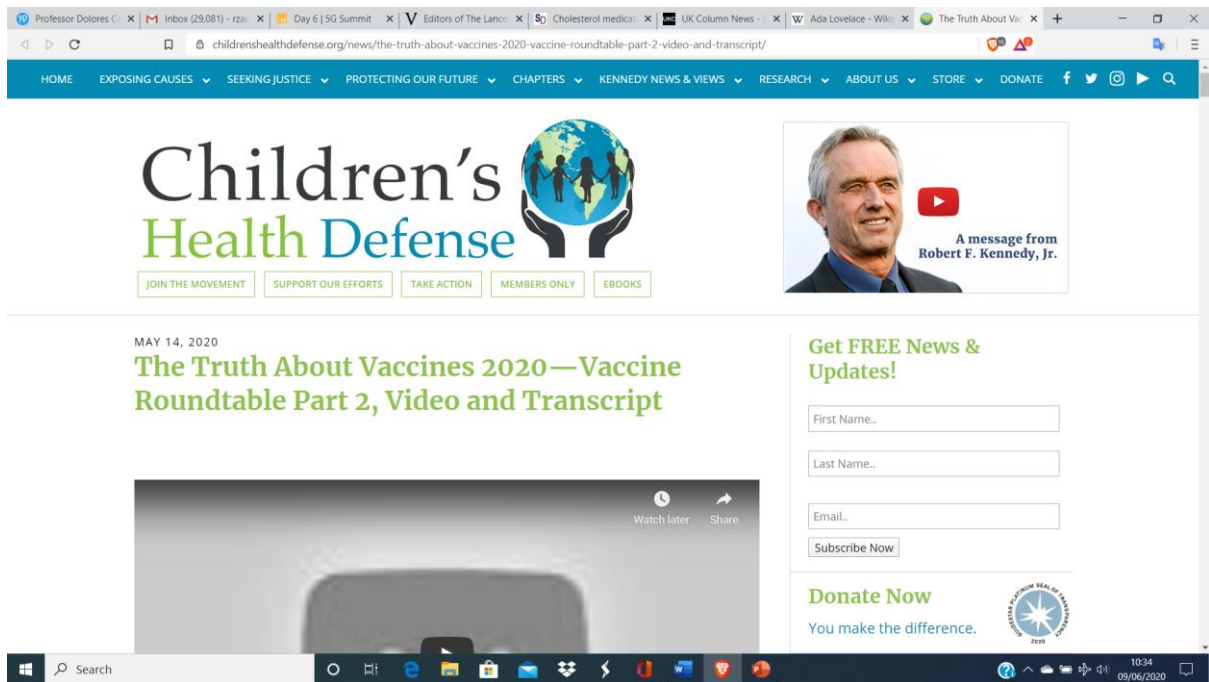 Professor Dolores C
Inbox (29,081) - rzac
Day 6 | 5G Summit
Editors of The Lance
Cholesterol medicat
UK Column News -
Ada Lovelace - Wiki
The Truth About Vac
childrenshealthdefense.org/news/the-truth-about-vaccines-2020-vaccine-roundtable-part-2-video-and-transcript/
HOME EXPOSING CAUSES SEEKING JUSTICE PROTECTING OUR FUTURE CHAPTERS KENNEDY NEWS & VIEWS RESEARCH ABOUT US STORE DONATE
Children's
Health Defense
JOIN THE MOVEMENT SUPPORT OUR EFFORTS TAKE ACTION MEMBERS ONLY EBOOKS
A message from
Robert F. Kennedy, Jr.
MAY 14, 2020
The Truth About Vaccines 2020—Vaccine
Roundtable Part 2, Video and Transcript
Watch later Share
Get FREE News &
Updates!
First Name..
Last Name..
Email..
Subscribe Now
Donate Now
You make the difference.
GUIDESTAR PLATINUM SEAL OF TRANSPARENCY
2020
Search
10:34
09/06/2020